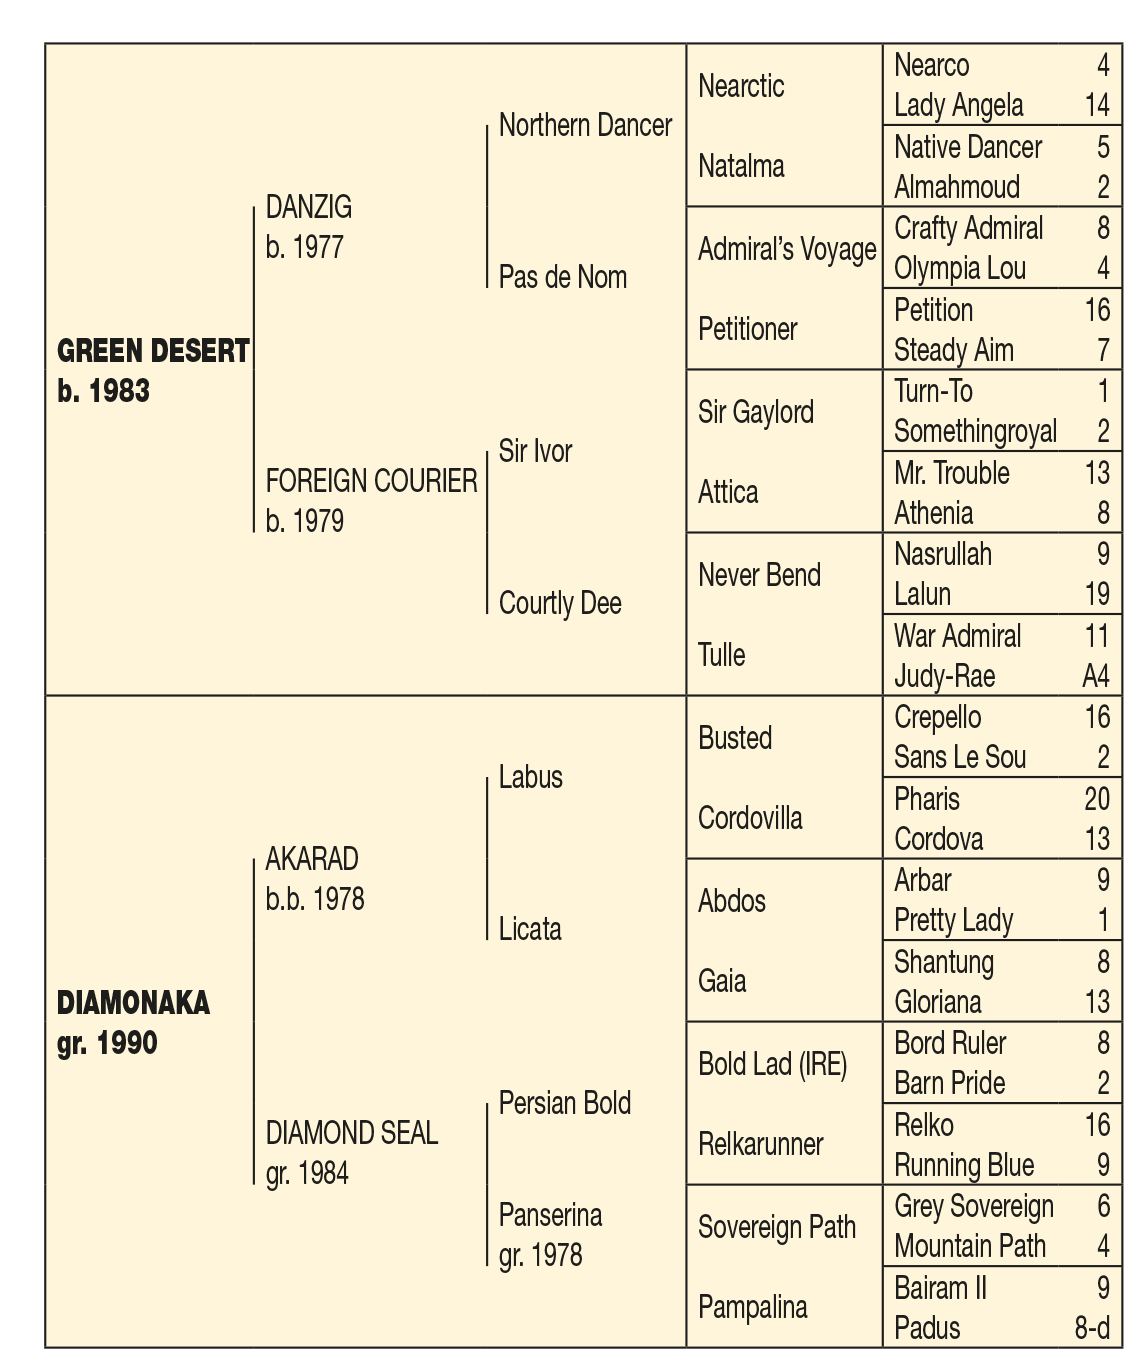 GREEN DESERT
b. 1983
DANZIG
b. 1977
FOREIGN COURIER
b. 1979
Northern Dancer
Pas de Nom
Sir Ivor
Courtly Dee
Nearctic
Natalma
Admiral’s Voyage
Petitioner
Sir Gaylord
Attica
Never Bend
Tulle
Nearco 4
Lady Angela 14
Native Dancer 5
Almahmoud 2
Crafty Admiral 8
Olympia Lou 4
Petition 16
Steady Aim 7
Turn-To 1
Somethingroyal 2
Mr. Trouble 13
Athenia 8
Nasrullah 9
Lalun 19
War Admiral 11
Judy-Rae A4
DIAMONAKA
gr. 1990
AKARAD
b.b. 1978
DIAMOND SEAL
gr. 1984
Labus
Licata
Persian Bold
Panserina
gr. 1978
Busted
Cordovilla
Abdos
Gaia
Bold Lad (IRE)
Relkarunner
Sovereign Path
Pampalina
Crepello 16
Sans Le Sou 2
Pharis 20
Cordova 13
Arbar 9
Pretty Lady 1
Shantung 8
Gloriana 13
Bord Ruler 8
Barn Pride 2
Relko 16
Running Blue 9
Grey Sovereign 6
Mountain Path 4
Bairam II 9
Padus 8-d